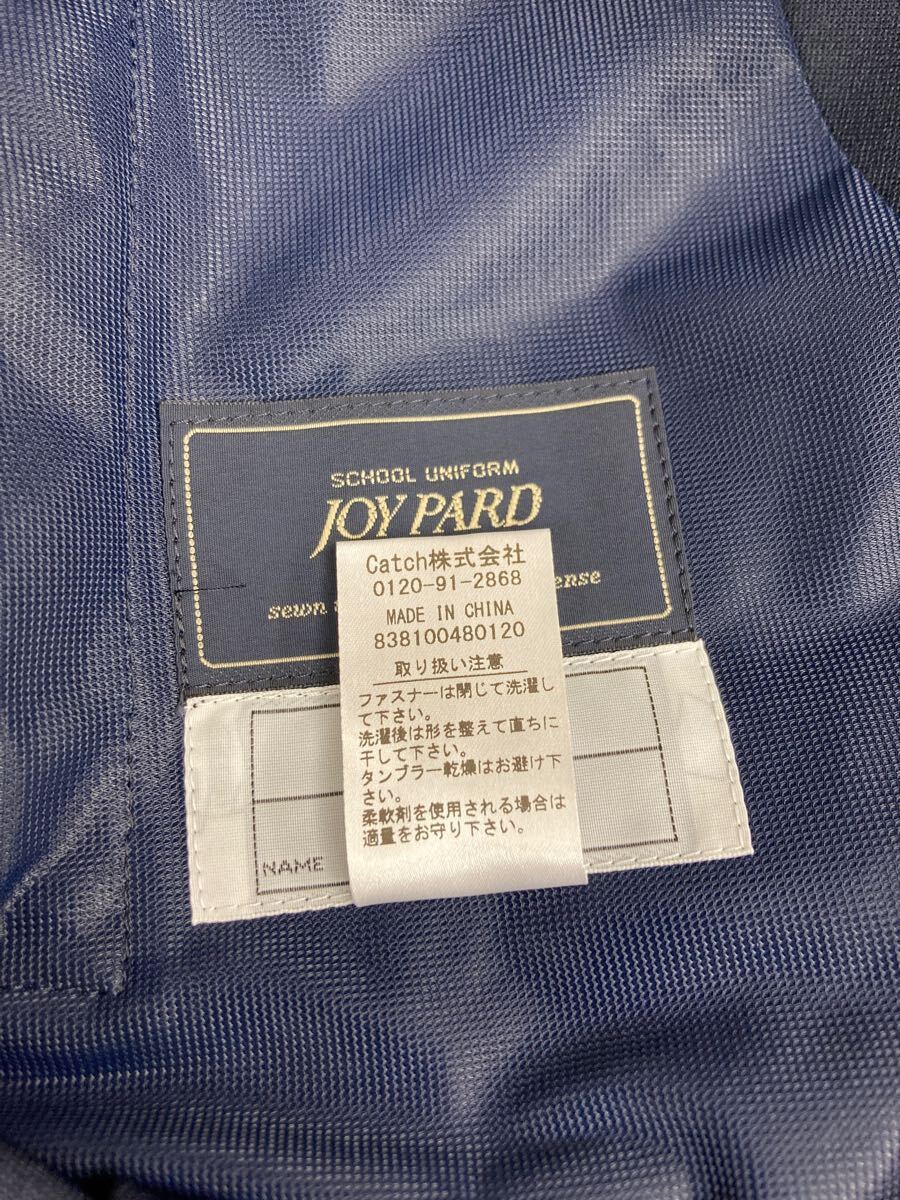 SCHOOL UNIFORM
JOY PARD
sewn
ense
Catch株式会社
0120-91-2868
MADE IN CHINA
838100480120
取り扱い注意
ファスナーは閉じて洗濯し
て下さい。
洗濯後は形を整えて直ちに
干して下さい。
タンブラー乾燥はお避け下
さい。
柔軟剤を使用される場合は
適量をお守り下さい。
NAME